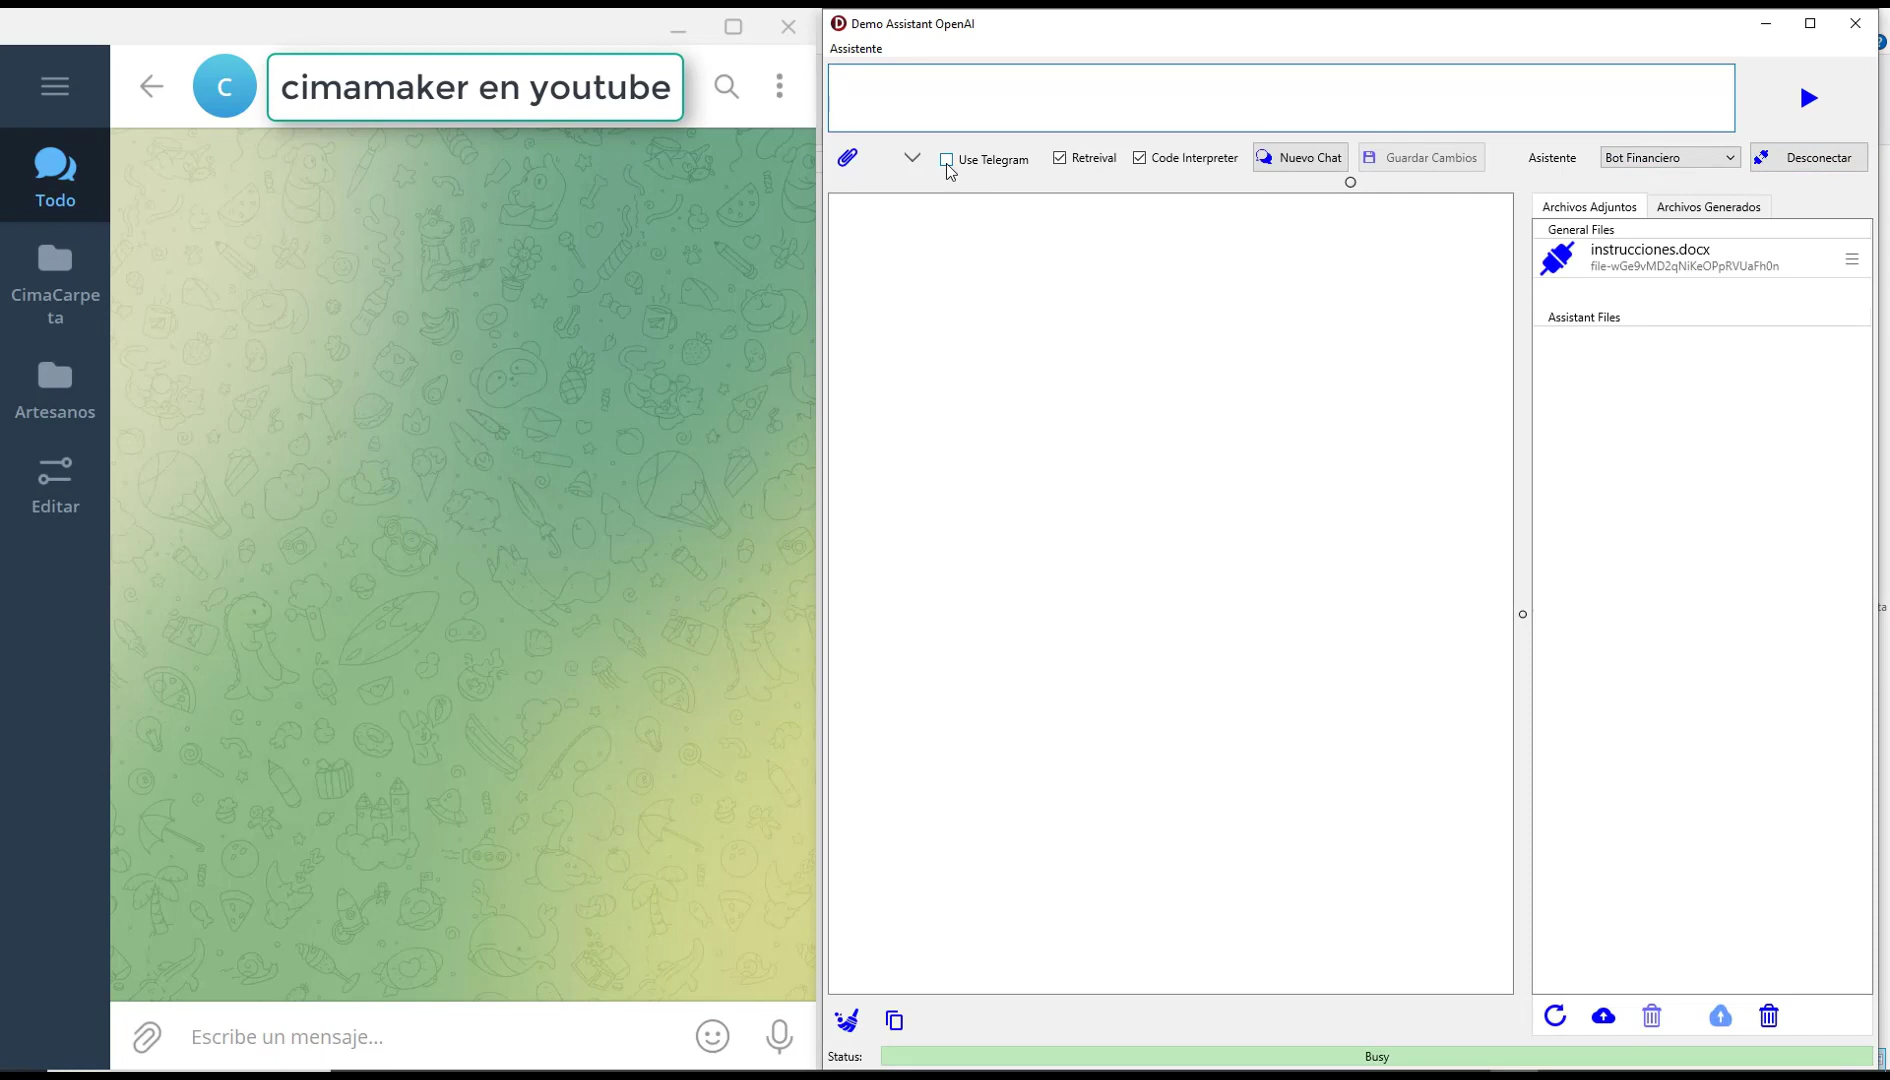 Demo Assistant OpenAI
Assistente
C
cimamaker en youtube
Use Telegram
Retreival
Code Interpreter
Nuevo Chat
Guardar Cambios
Asistente
Bot Financiero
Desconectar
Todo
CimaCarpe
ta
Artesanos
Editar
Archivos Adjuntos
Archivos Generados
General Files
instrucciones.docx
file-wGe9vMD2qNiKeOPpRVUaFh0n
Assistant Files
Escribe un mensaje...
Status:
Busy